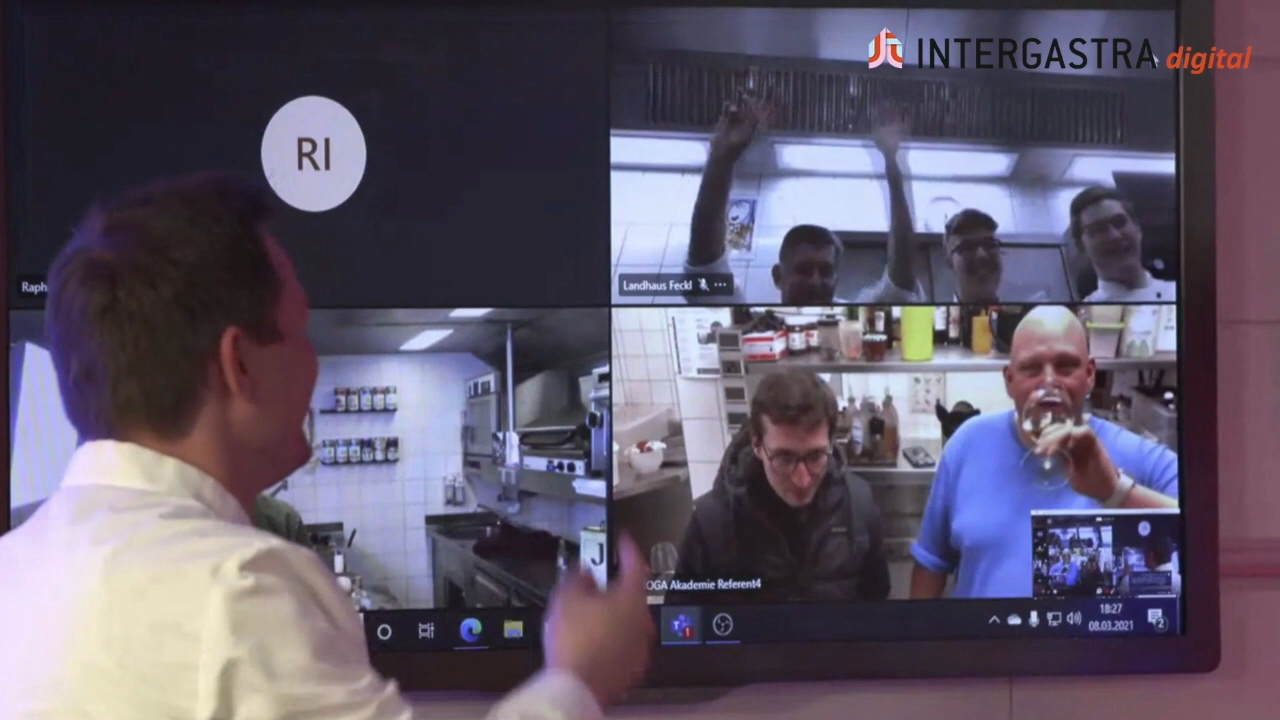 INTERGASTRA digital
RI
Raph
Landhaus Feckl
OGA Akademie Referent4
18:27
08.03.2021